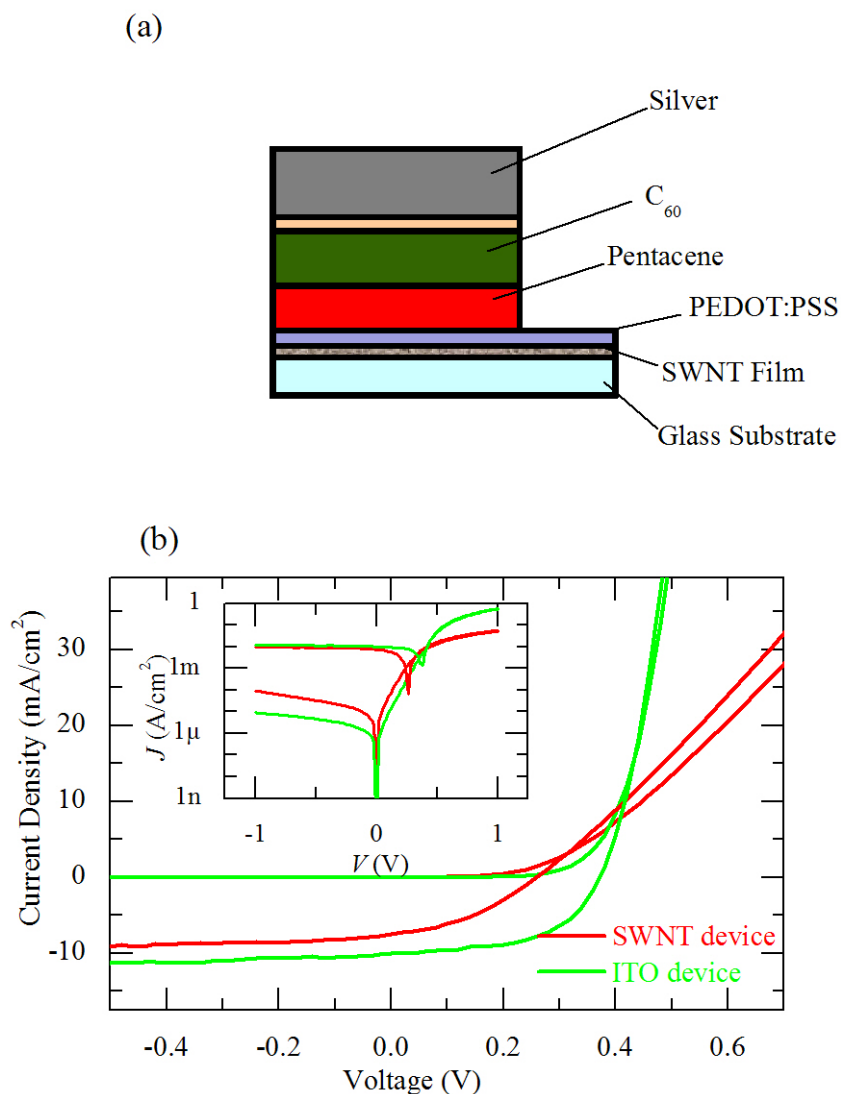 (a)
Silver
C60
Pentacene
PEDOT:PSS
SWNT Film
Glass Substrate
(b)
Current Density (mA/cm²)
30
20
10
0
-10
-0.4
-0.2
0.0
0.2
0.4
0.6
Voltage (V)
J (A/cm²)
1
1m
1µ
1n
-1
0
1
V (V)
SWNT device
ITO device